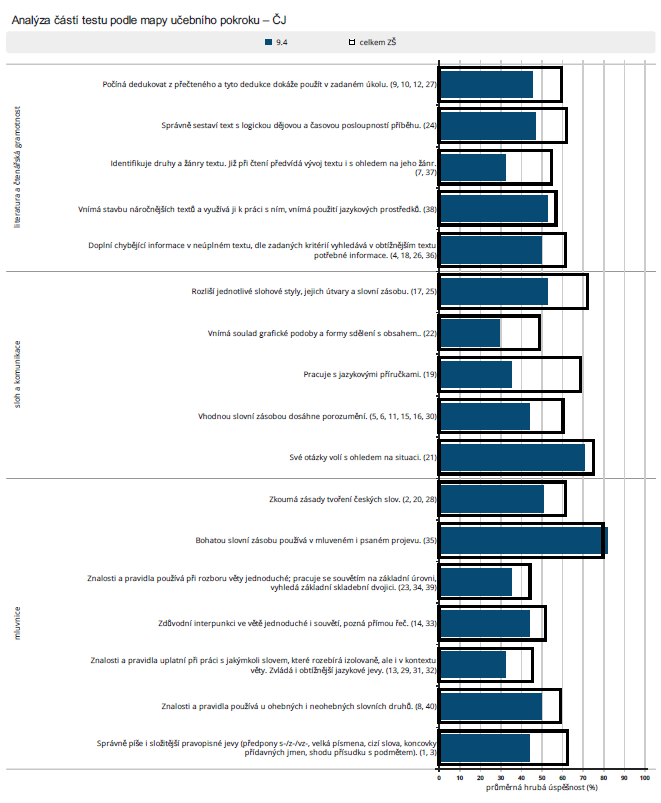 Analýza částí testu podle mapy učebního pokroku – ČJ
9.4
celkem ZŠ
literatura a čtenářská gramotnost
Počíná dedukovat z přečteného a tyto dedukce dokáže použít v zadaném úkolu. (9, 10, 12, 27)
Správně sestaví text s logickou dějovou a časovou posloupností příběhu. (24)
Identifikuje druhy a žánry textu. Již při čtení předvídá vývoj textu i s ohledem na jeho žánr.
(7, 37)
Vnímá stavbu náročnějších textů a využívá ji k práci s ním, vnímá použití jazykových prostředků. (38)
Doplní chybějící informace v neúplném textu, dle zadaných kritérií vyhledává v obtížnějším textu
potřebné informace. (4, 18, 26, 36)
sloh a komunikace
Rozliší jednotlivé slohové styly, jejich útvary a slovní zásobu. (17, 25)
Vnímá soulad grafické podoby a formy sdělení s obsahem.. (22)
Pracuje s jazykovými příručkami. (19)
Vhodnou slovní zásobou dosáhne porozumění. (5, 6, 11, 15, 16, 30)
Své otázky volí s ohledem na situaci. (21)
mluvnice
Zkoumá zásady tvoření českých slov. (2, 20, 28)
Bohatou slovní zásobu používá v mluveném i psaném projevu. (35)
Znalosti a pravidla používá při rozboru věty jednoduché; pracuje se souvětím na základní úrovni,
vyhledá základní skladební dvojici. (23, 34, 39)
Zdůvodní interpunkci ve větě jednoduché i souvětí, pozná přímou řeč. (14, 33)
Znalosti a pravidla uplatní při práci s jakýmkoli slovem, které rozebírá izolovaně, ale i v kontextu
věty. Zvládá i obtížnější jazykové jevy. (13, 29, 31, 32)
Znalosti a pravidla používá u ohebných i neohebných slovních druhů. (8, 40)
Správně píše i složitější pravopisné jevy (předpony s-/z-/vz-, velká písmena, cizí slova, koncovky
přídavných jmen, shodu přísudku s podmětem). (1, 3)
0 10 20 30 40 50 60 70 80 90 100
průměrná hrubá úspěšnost (%)